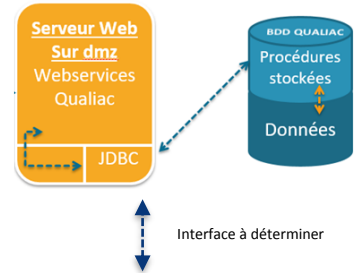 Serveur Web
Sur dmz
Webservices
Qualiac
JDBC
BDD QUALIAC
Procédures
stockées
Données
Interface à déterminer